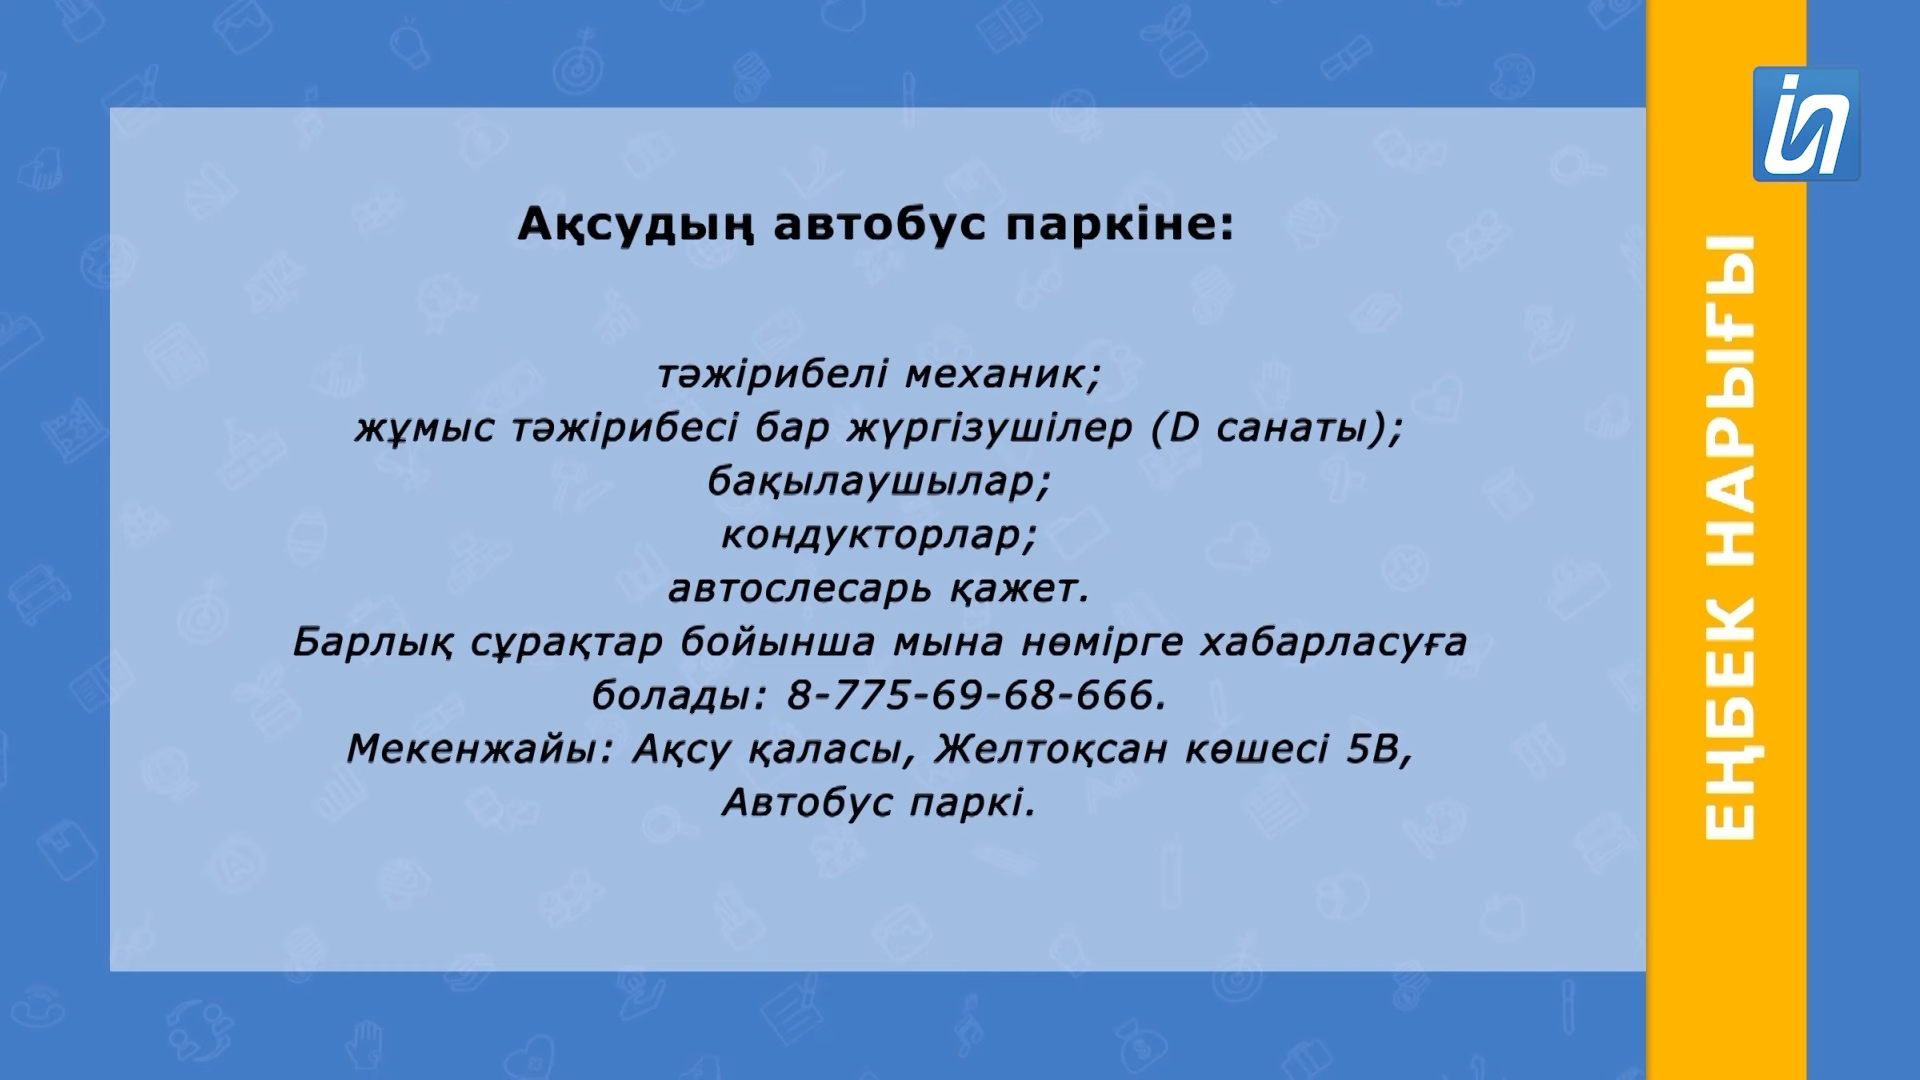 Ақсудың автобус паркіне:
тәжірибелі механик;
жұмыс тәжірибесі бар жүргізушілер (D санаты);
бақылаушылар;
кондукторлар;
автослесарь қажет.
Барлық сұрақтар бойынша мына нөмірге хабарласуға
болады: 8-775-69-68-666.
Мекенжайы: Ақсу қаласы, Желтоқсан көшесі 5В,
Автобус паркі.
ЕҢБЕК НАРЫҒЫ